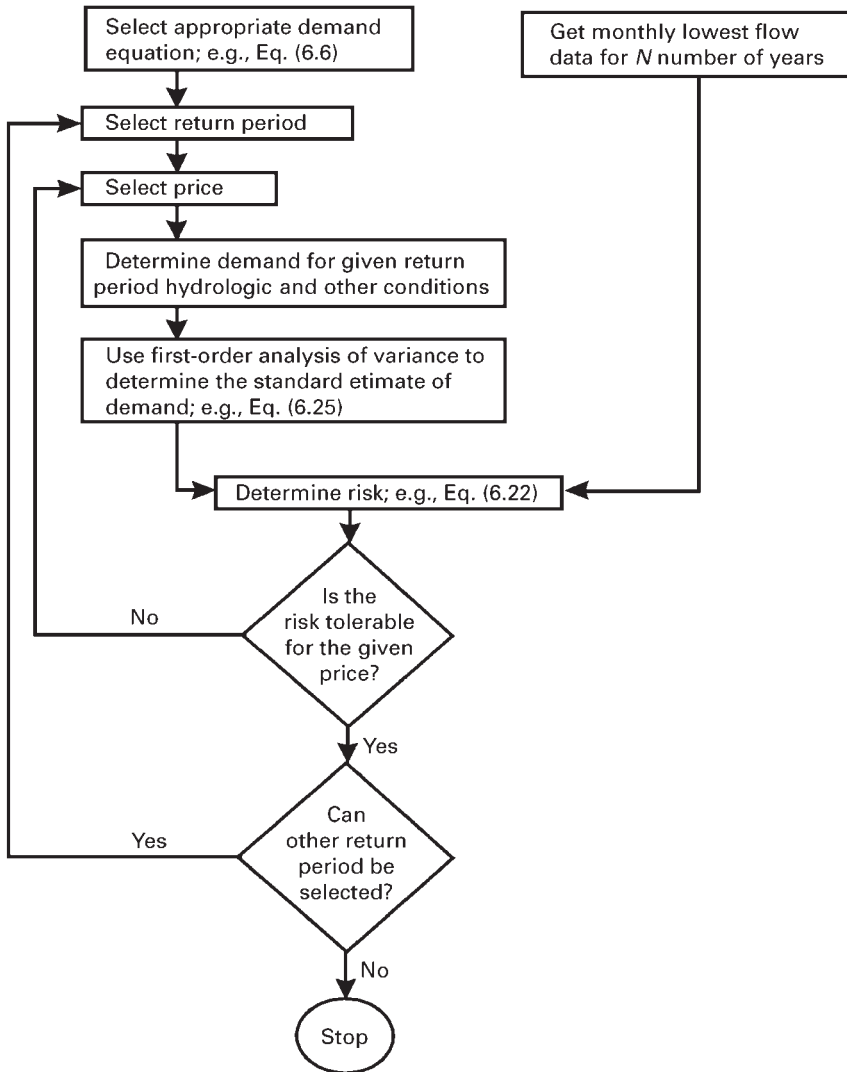 Select appropriate demand
equation; e.g., Eq. (6.6)
Get monthly lowest flow
data for N number of years
Select return period
Select price
Determine demand for given return
period hydrologic and other conditions
Use first-order analysis of variance to
determine the standard etimate of
demand; e.g., Eq. (6.25)
Determine risk; e.g., Eq. (6.22)
Is the
risk tolerable
for the given
price?
No
Yes
Can
other return
period be
selected?
Yes
No
Stop